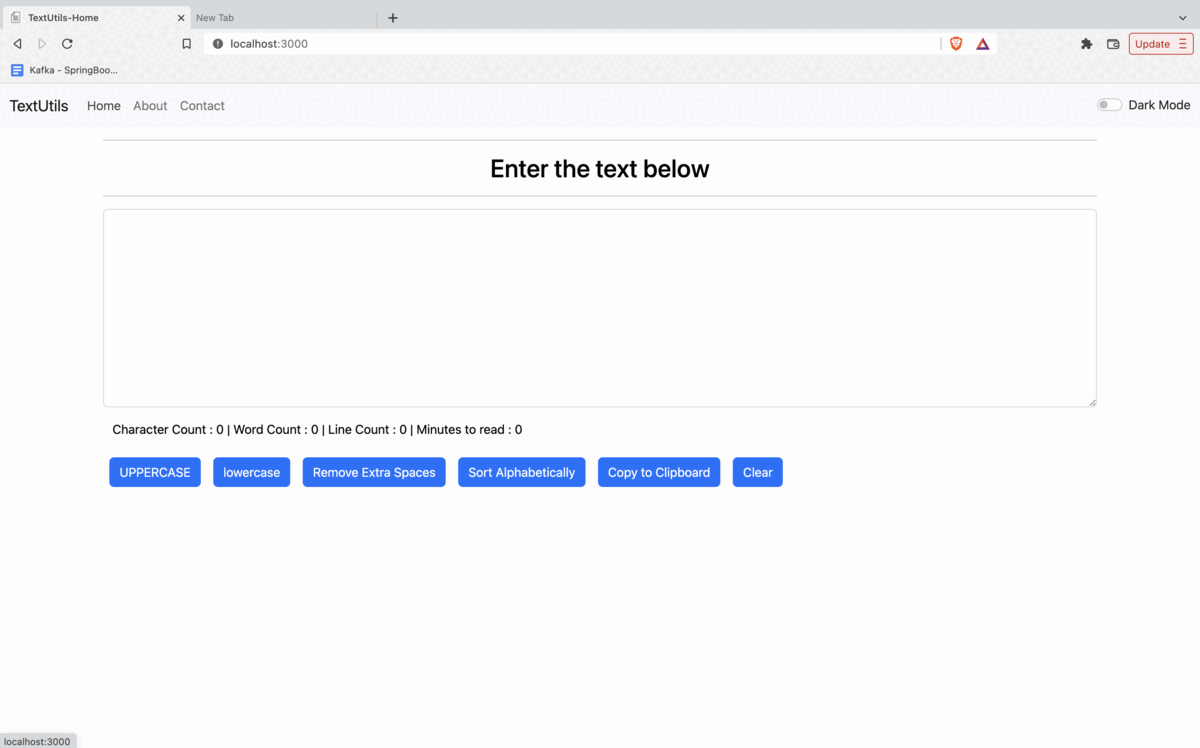 TextUtils-Home
New Tab
localhost:3000
Update
Kafka - SpringBoo...
TextUtils Home About Contact
Dark Mode
Enter the text below
Character Count : 0 | Word Count : 0 | Line Count : 0 | Minutes to read : 0
UPPERCASE lowercase Remove Extra Spaces Sort Alphabetically Copy to Clipboard Clear
localhost:3000